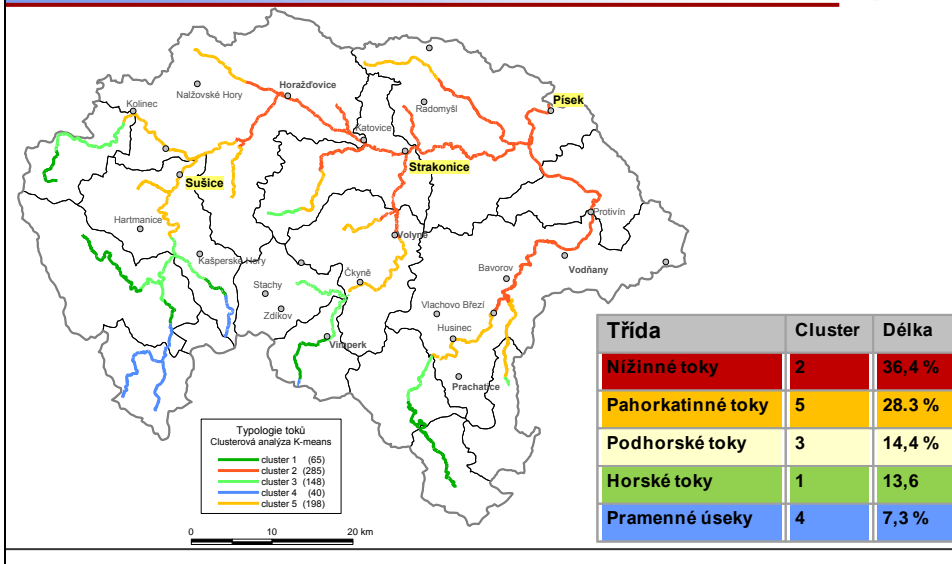 Písek
Radomyšl
Horažďovice
Nalžovské Hory
Kolinec
Katovice
Strakonice
Sušice
Protivín
Hartmanice
Volyně
Kašperské Hory
Vodňany
Bavorov
Čkyně
Stachy
Zdíkov
Vlachovo Březí
Husinec
Vimperk
Prachatice
Typologie toků
Clusterová analýza K-means
cluster 1 (65)
cluster 2 (285)
cluster 3 (148)
cluster 4 (40)
cluster 5 (198)
0 10 20 km
Třída Cluster Délka
Nížinné toky 2 36,4 %
Pahorkatinné toky 5 28.3 %
Podhorské toky 3 14,4 %
Horské toky 1 13,6
Pramenné úseky 4 7,3 %